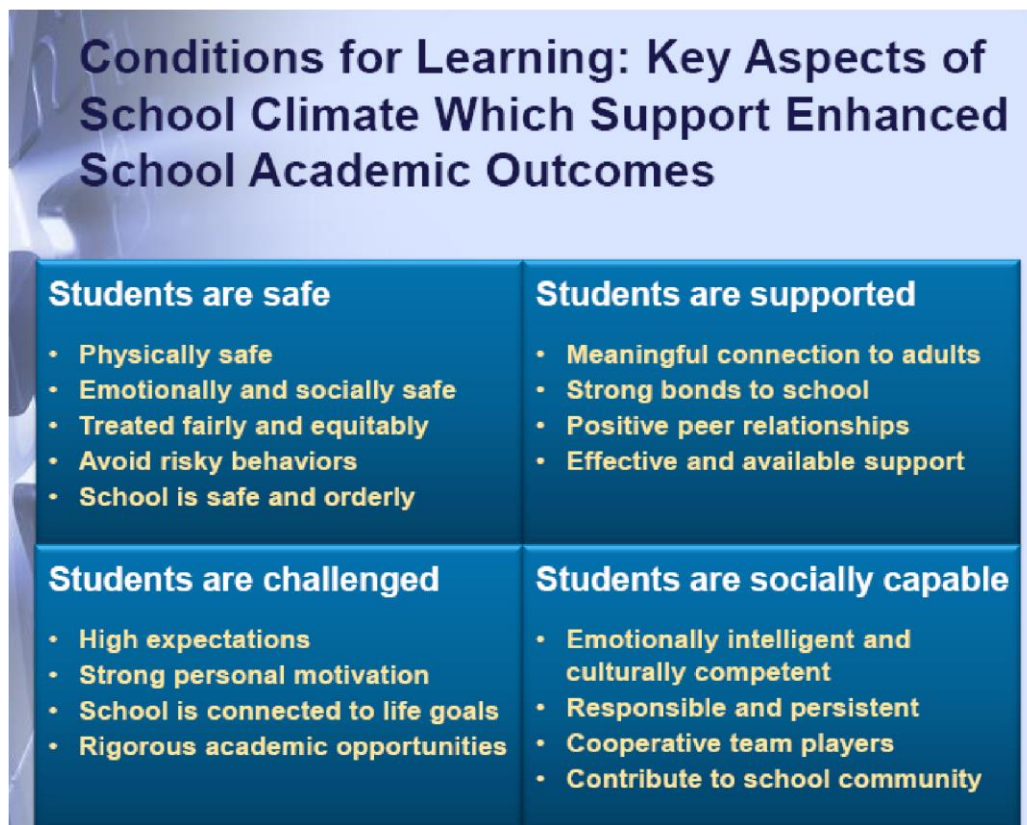 Conditions for Learning: Key Aspects of
School Climate Which Support Enhanced
School Academic Outcomes
Students are safe
• Physically safe
• Emotionally and socially safe
• Treated fairly and equitably
• Avoid risky behaviors
• School is safe and orderly
Students are supported
• Meaningful connection to adults
• Strong bonds to school
• Positive peer relationships
• Effective and available support
Students are challenged
• High expectations
• Strong personal motivation
• School is connected to life goals
• Rigorous academic opportunities
Students are socially capable
• Emotionally intelligent and
culturally competent
• Responsible and persistent
• Cooperative team players
• Contribute to school community